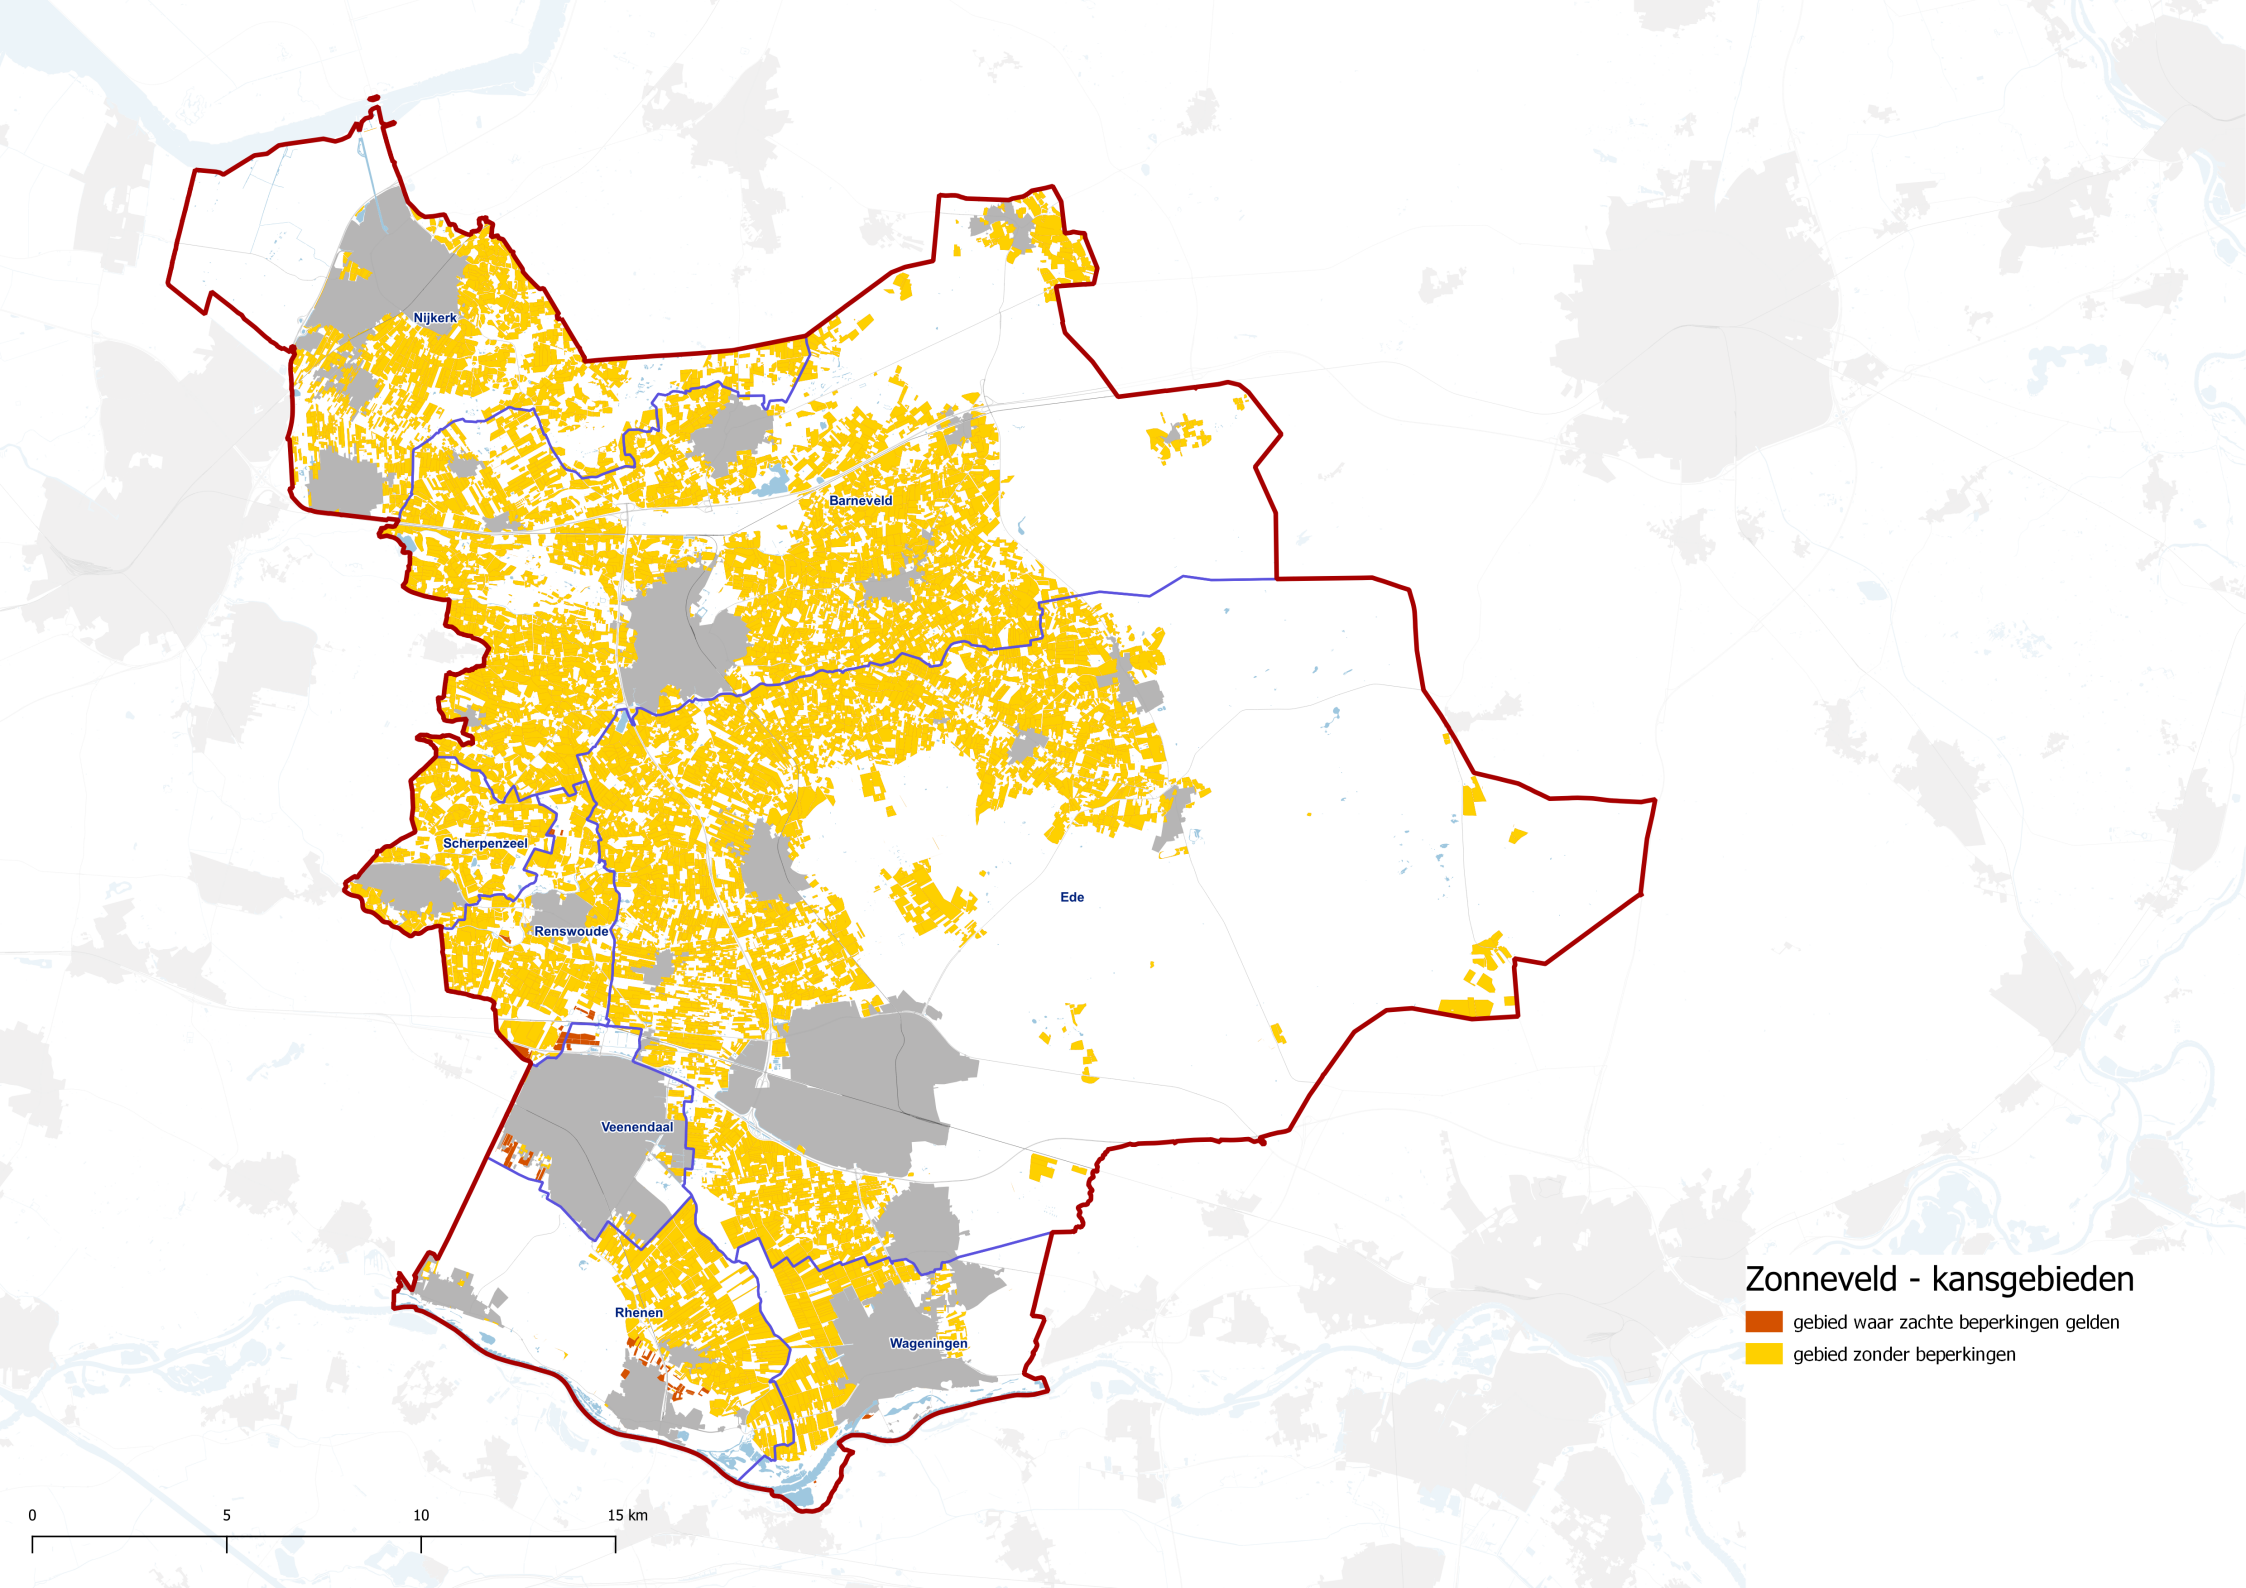 Nijkerk
Barneveld
Scherpenzeel
Ede
Renswoude
Veenendaal
Rhenen
Wageningen
Zonneveld - kansgebieden
gebied waar zachte beperkingen gelden
gebied zonder beperkingen
0 5 10 15 km